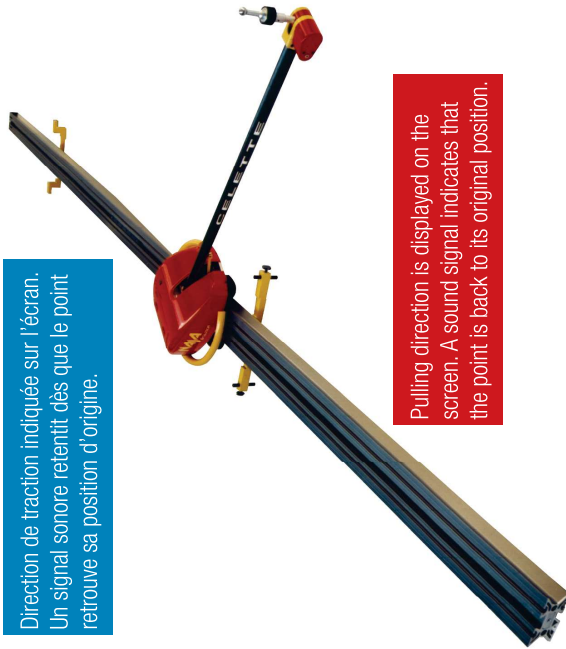 Direction de traction indiquée sur l'écran.
Un signal sonore retentit dès que le point
retrouve sa position d'origine.
CELETTE
Pulling direction is displayed on the
screen. A sound signal indicates that
the point is back to its original position.